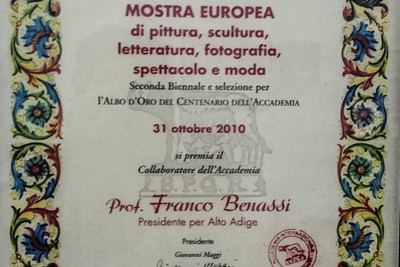 MOSTRA EUROPEA
di pittura, scultura,
letteratura, fotografia,
spettacolo e moda
Seconda Biennale e selezione per
l'ALBO D'ORO DEL CENTENARIO DELL'ACCADEMIA
31 ottobre 2010
si premia il
Collaboratore dell'Accademia
S.P.Q.R.
Prof. Franco Benassi
Presidente per Alto Adige
Presidente
Giovanni Maggi